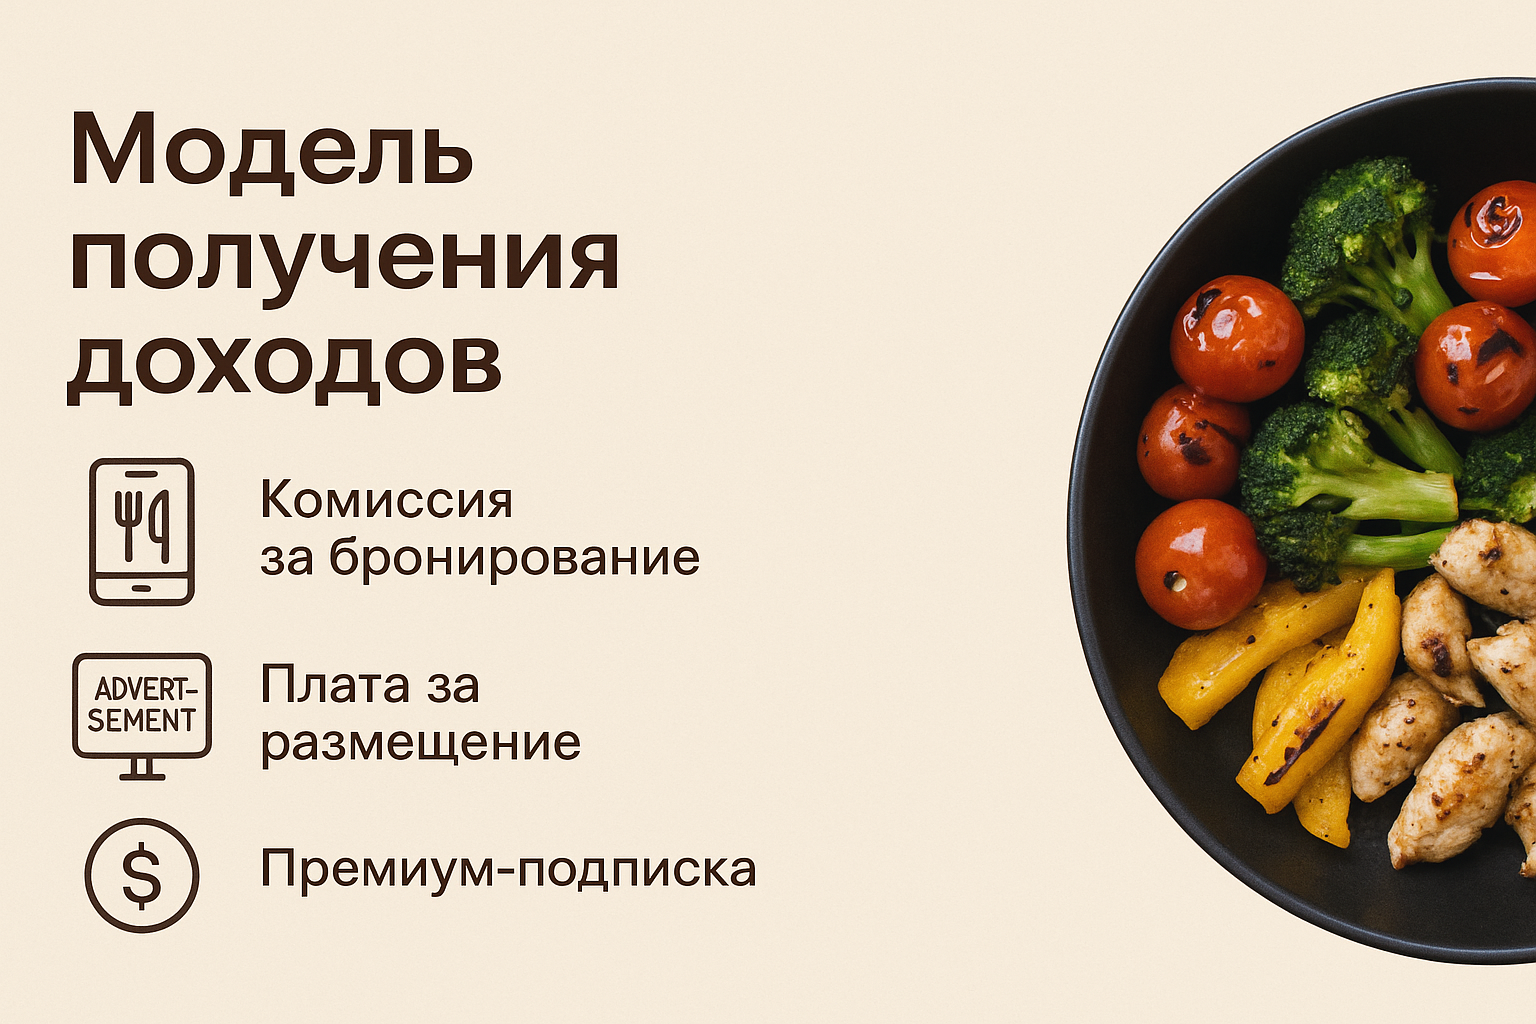 Модель
получения
доходов
Комиссия
за бронирование
ADVERT-
SEMENT
Плата за
размещение
$
Премиум-подписка